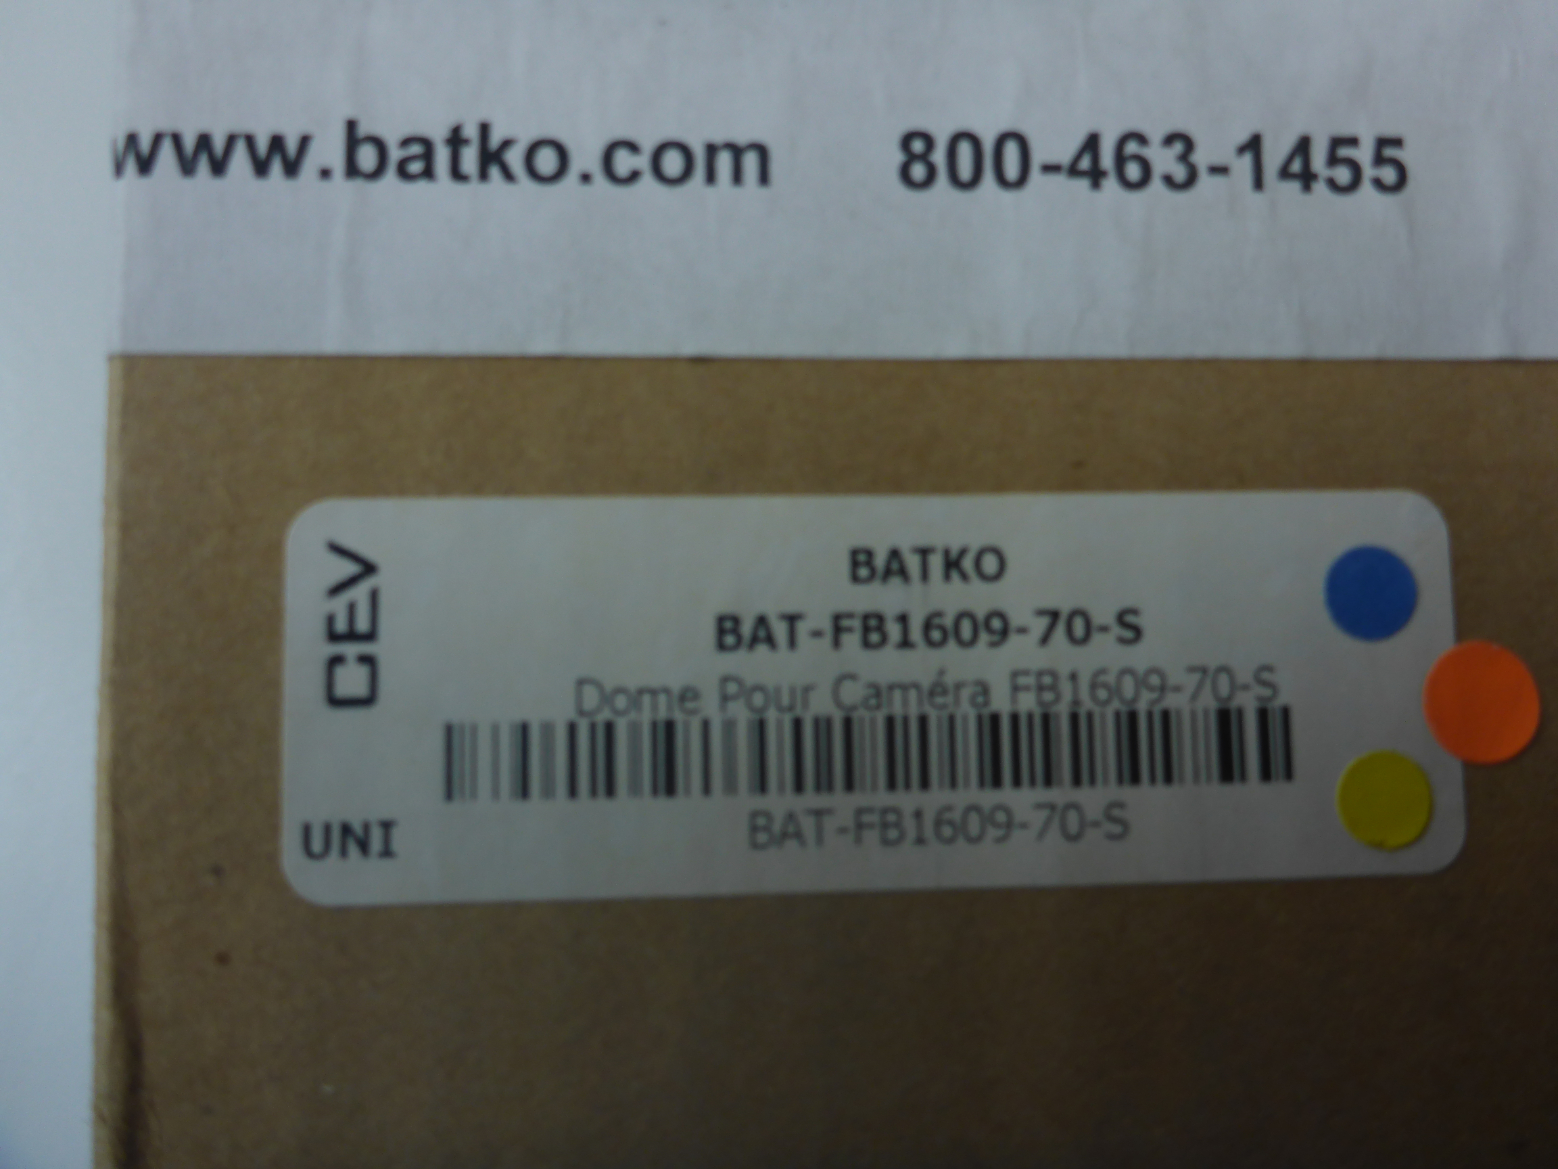 www.batko.com 800-463-1455
CEV
BATKO
BAT-FB1609-70-S
Dome Pour Caméra FB1609-70-S
BAT-FB1609-70-S
UNI